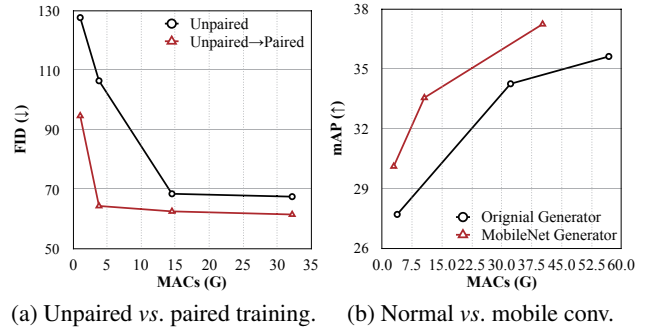 130
110
90
70
50
FID (↓)
Unpaired
Unpaired→Paired
0 5 10 15 20 25 30 35
MACs (G)
(a) Unpaired vs. paired training.
38
35
32
29
26
mAP (↑)
Orignial Generator
MobileNet Generator
0.0 7.5 15.0 22.5 30.0 37.5 45.0 52.5 60.0
MACs (G)
(b) Normal vs. mobile conv.